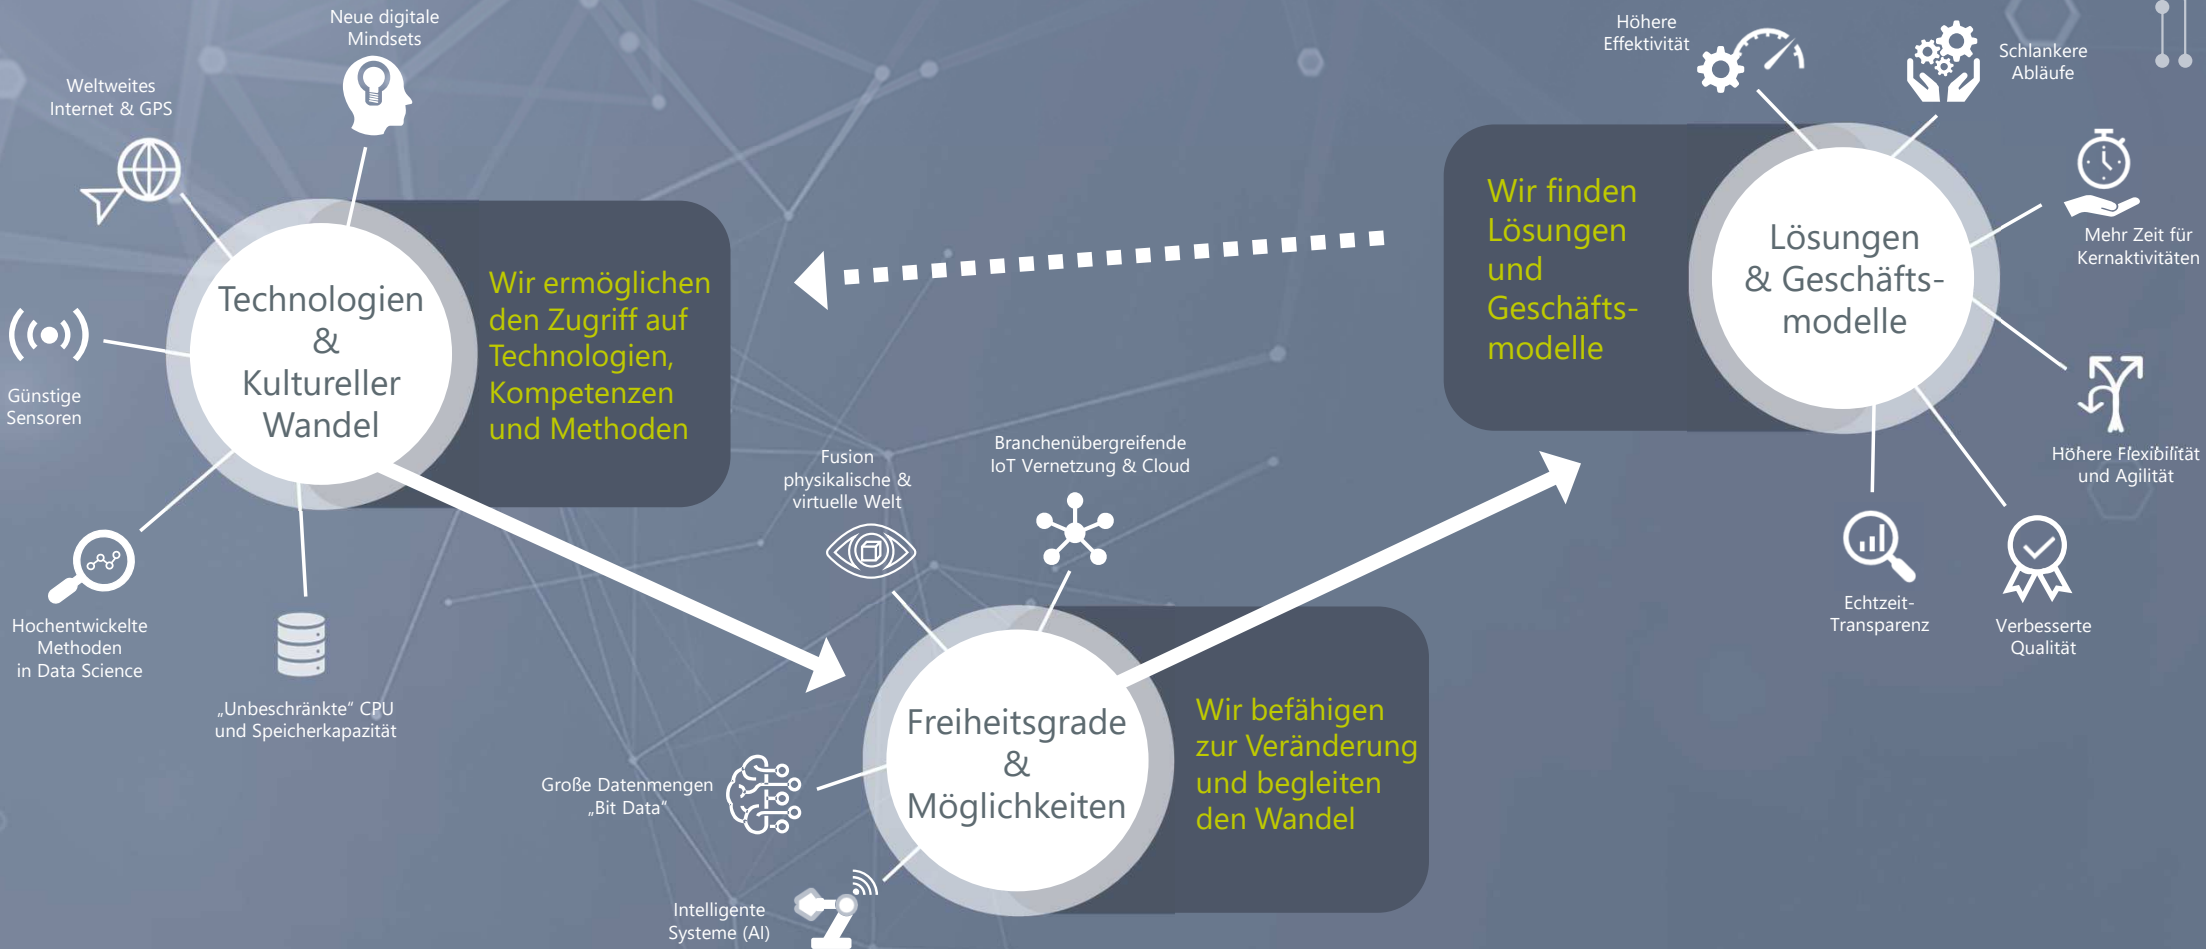 Neue digitale
Mindsets
Weltweites
Internet & GPS
Günstige
Sensoren
Hochentwickelte
Methoden
in Data Science
„Unbeschränkte“ CPU
und Speicherkapazität
Technologien
&
Kultureller
Wandel
Wir ermöglichen
den Zugriff auf
Technologien,
Kompetenzen
und Methoden
Fusion
physikalische &
virtuelle Welt
Branchenübergreifende
IoT Vernetzung & Cloud
Große Datenmengen
„Bit Data“
Intelligente
Systeme (AI)
Freiheitsgrade
&
Möglichkeiten
Wir befähigen
zur Veränderung
und begleiten
den Wandel
Wir finden
Lösungen
und
Geschäfts-
modelle
Lösungen
& Geschäfts-
modelle
Höhere
Effektivität
Schlankere
Abläufe
Mehr Zeit für
Kernaktivitäten
Höhere Flexibilität
und Agilität
Verbesserte
Qualität
Echtzeit-
Transparenz